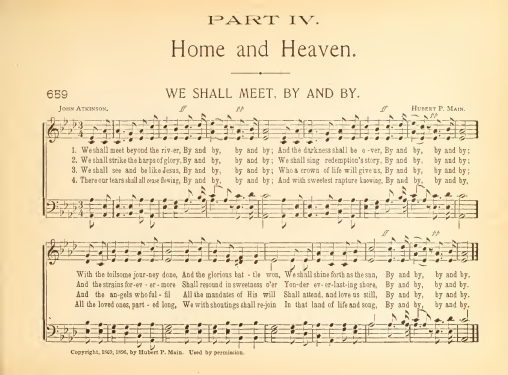 PART IV.
Home and Heaven.
659
WE SHALL MEET, BY AND BY.
JOHN ATKINSON.
ff pp
HUBERT P. MAIN.
1. We shall meet beyond the riv-er, By and by, by and by; And the darkness shall be o-ver, By and by, by and by;
2. We shall strike the harps of glory, By and by, by and by; We shall sing redemption's story, By and by, by and by;
3. We shall see and be like Jesus, By and by, by and by; Who a crown of life will give us, By and by, by and by;
4. There our tears shall all cease flowing, By and by, by and by; And with sweetest rapture knowing, By and by, by and by;
ff pp
With the toilsome jour-ney done, And the glorious bat-tle won, We shall shine forth as the sun, By and by, by and by.
And the strains for-ev-er-more Shall resound in sweetness o'er Yon-der ev-er-last-ing shore, By and by, by and by.
And the an-gels who ful-fil All the mandates of His will Shall attend, and love us still, By and by, by and by.
All the loved ones, part-ed long, We with shoutings shall re-join In that land of life and song, By and by, by and by.
Copyright, by Hubert P. Main. Used by permission.